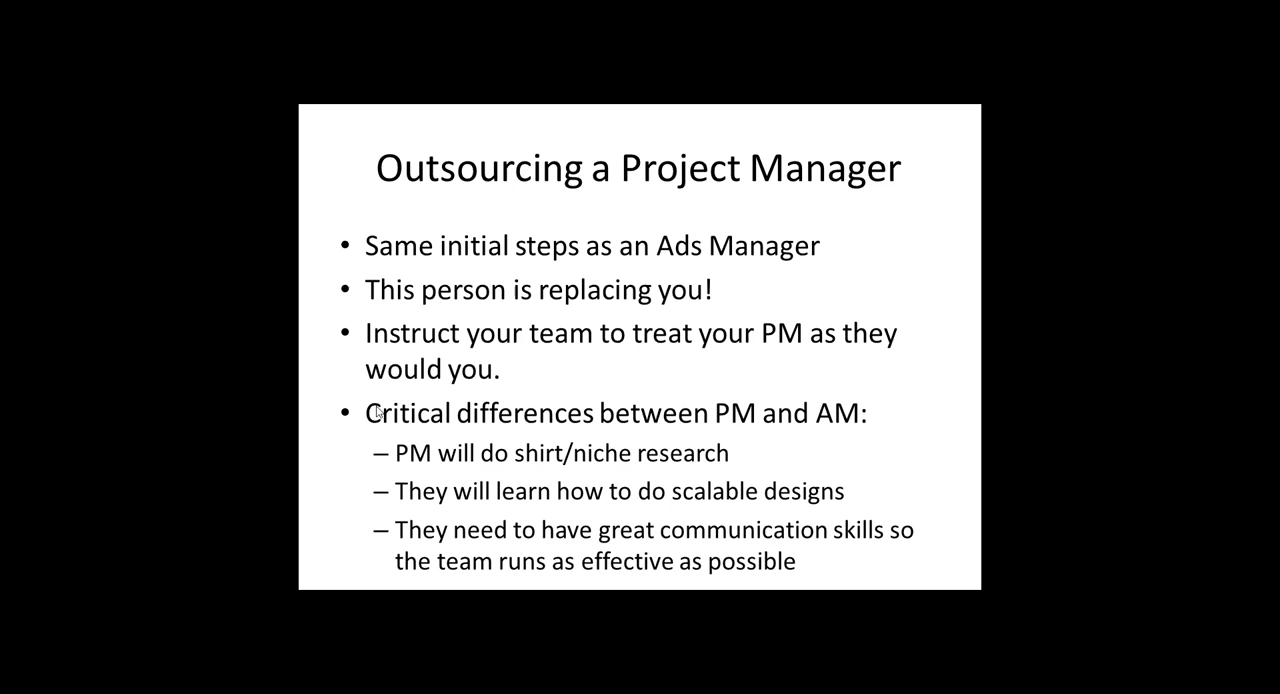 Outsourcing a Project Manager
• Same initial steps as an Ads Manager
• This person is replacing you!
• Instruct your team to treat your PM as they
would you.
• Critical differences between PM and AM:
– PM will do shirt/niche research
– They will learn how to do scalable designs
– They need to have great communication skills so
the team runs as effective as possible